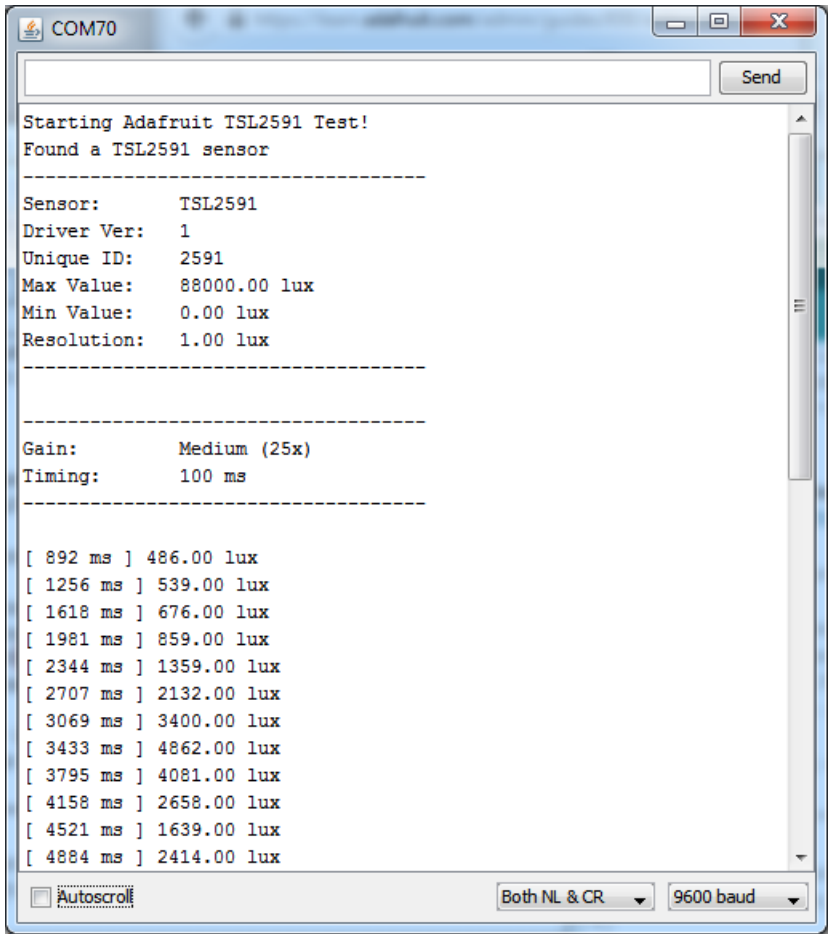 COM70
Send
Starting Adafruit TSL2591 Test!
Found a TSL2591 sensor
------------------------------------
Sensor:       TSL2591
Driver Ver:   1
Unique ID:    2591
Max Value:    88000.00 lux
Min Value:    0.00 lux
Resolution:   1.00 lux
------------------------------------
------------------------------------
Gain:         Medium (25x)
Timing:       100 ms
------------------------------------
[ 892 ms ] 486.00 lux
[ 1256 ms ] 539.00 lux
[ 1618 ms ] 676.00 lux
[ 1981 ms ] 859.00 lux
[ 2344 ms ] 1359.00 lux
[ 2707 ms ] 2132.00 lux
[ 3069 ms ] 3400.00 lux
[ 3433 ms ] 4862.00 lux
[ 3795 ms ] 4081.00 lux
[ 4158 ms ] 2658.00 lux
[ 4521 ms ] 1639.00 lux
[ 4884 ms ] 2414.00 lux
Autoscroll Both NL & CR 9600 baud